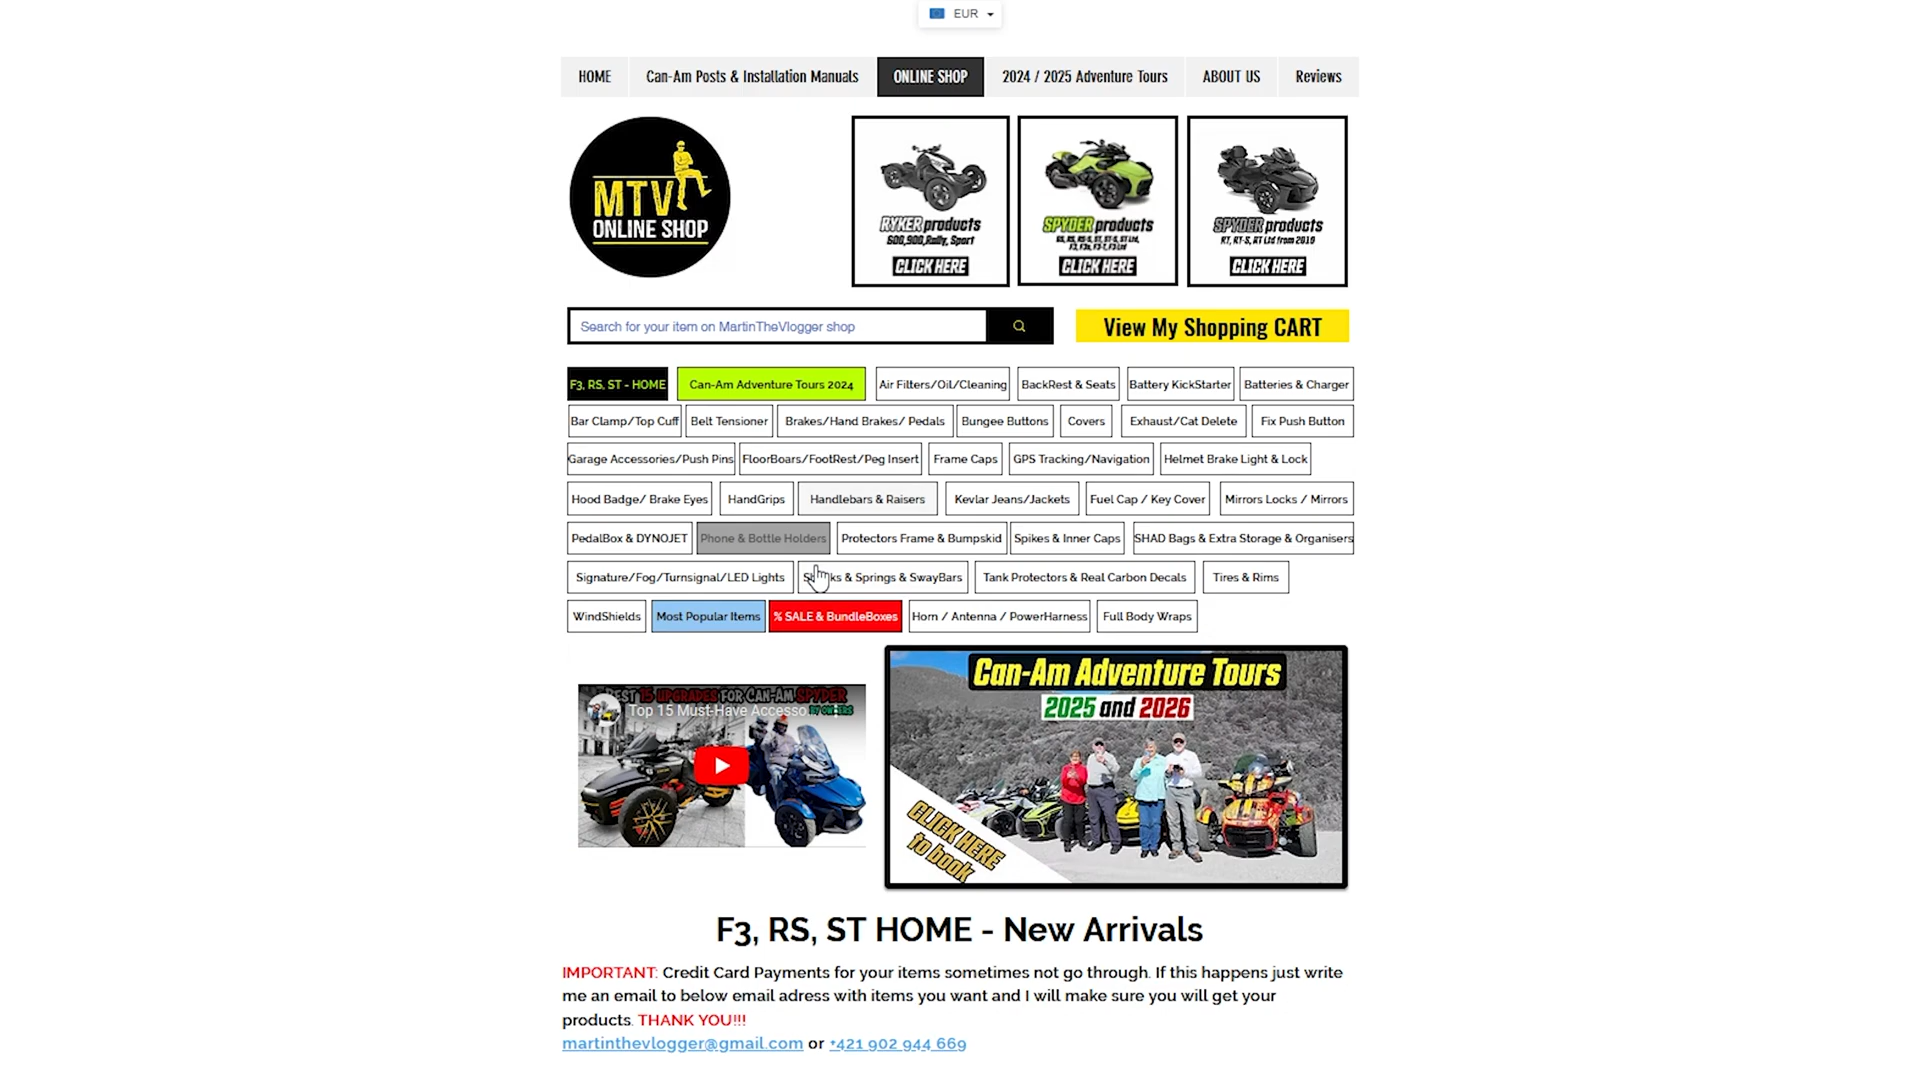 EUR
HOME Can-Am Posts & Installation Manuals ONLINE SHOP 2024 / 2025 Adventure Tours ABOUT US Reviews
MTV
ONLINE SHOP
RYKER products
600,900,Rally, Sport
CLICK HERE
SPYDER products
F3, F3s, F3-T, F3 Ltd
CLICK HERE
SPYDER products
RT, RT-S, RT Ltd from 2019
CLICK HERE
Search for your item on MartinTheVlogger shop
View My Shopping CART
F3, RS, ST - HOME Can-Am Adventure Tours 2024 Air Filters/Oil/Cleaning BackRest & Seats Battery KickStarter Batteries & Charger
Bar Clamp/Top Cuff Belt Tensioner Brakes/Hand Brakes/ Pedals Bungee Buttons Covers Exhaust/Cat Delete Fix Push Button
Garage Accessories/Push Pins FloorBoars/FootRest/Peg Insert Frame Caps GPS Tracking/Navigation Helmet Brake Light & Lock
Hood Badge/ Brake Eyes HandGrips Handlebars & Raisers Kevlar Jeans/Jackets Fuel Cap / Key Cover Mirrors Locks / Mirrors
PedalBox & DYNOJET Phone & Bottle Holders Protectors Frame & Bumpskid Spikes & Inner Caps SHAD Bags & Extra Storage & Organisers
Signature/Fog/Turnsignal/LED Lights & Springs & SwayBars Tank Protectors & Real Carbon Decals Tires & Rims
WindShields Most Popular Items % SALE & BundleBoxes Horn / Antenna / PowerHarness Full Body Wraps
BEST 15 UPGRADES FOR CAN-AM SPYDER
Top 15 Must-Have Accesso
BY OWNERS
Can-Am Adventure Tours
2025 and 2026
CLICK HERE
to book
F3, RS, ST HOME - New Arrivals
IMPORTANT: Credit Card Payments for your items sometimes not go through. If this happens just write
me an email to below email adress with items you want and I will make sure you will get your
products. THANK YOU!!!
martinthevlogger@gmail.com or +421 902 944 669